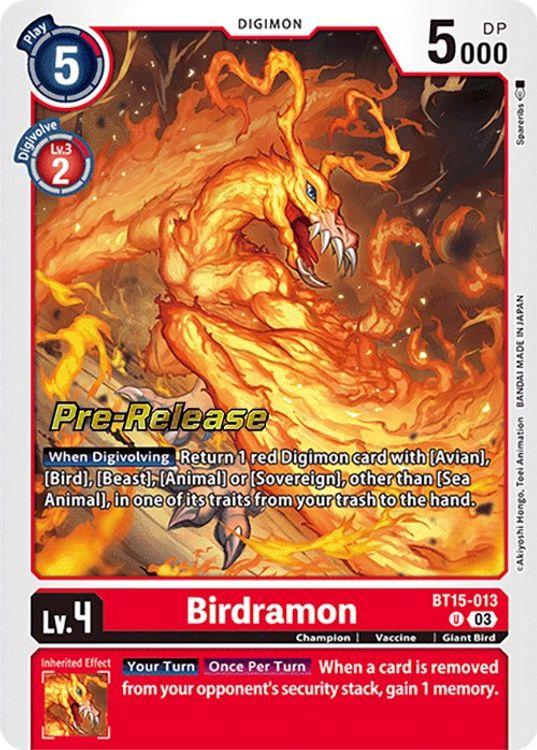 Play
5
DIGIMON
5000 DP
Digivolve
Lv.3
2
Spareribs
©Akiyoshi Hongo, Toei Animation BANDAI MADE IN JAPAN
Pre-Release
When Digivolving Return 1 red Digimon card with [Avian],
[Bird], [Beast], [Animal] or [Sovereign], other than [Sea
Animal], in one of its traits from your trash to the hand.
Lv.4
Birdramon
BT15-013
U 03
Champion | Vaccine | Giant Bird
Inherited Effect
Your Turn Once Per Turn When a card is removed
from your opponent's security stack, gain 1 memory.